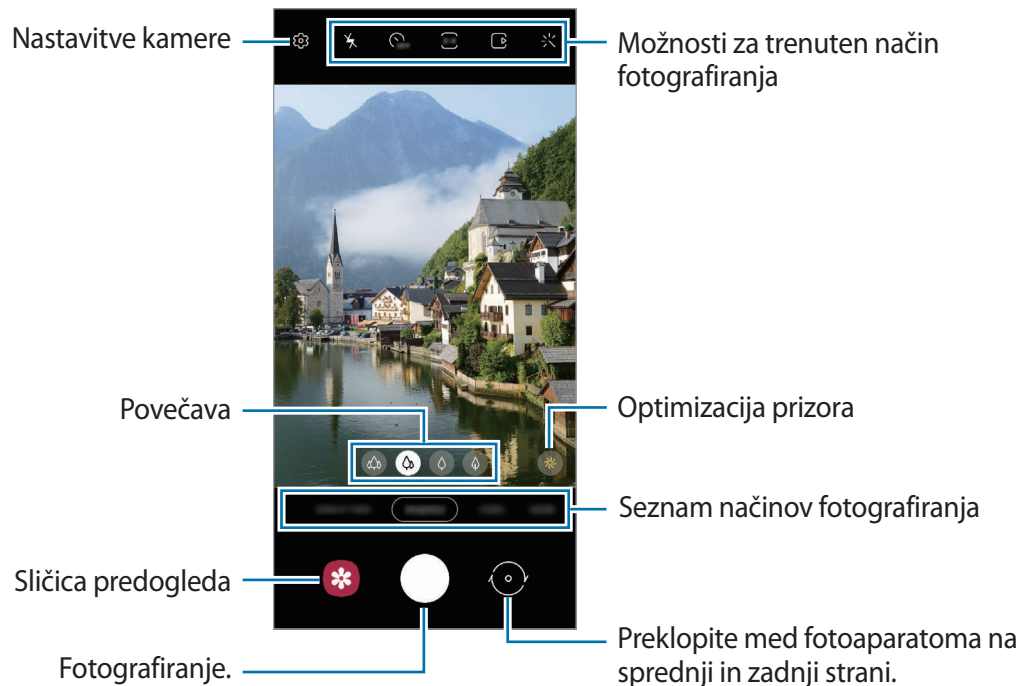 Nastavitve kamere
Možnosti za trenuten način
fotografiranja
Povečava
Optimizacija prizora
Seznam načinov fotografiranja
Sličica predogleda
Fotografiranje.
Preklopite med fotoaparatoma na
sprednji in zadnji strani.